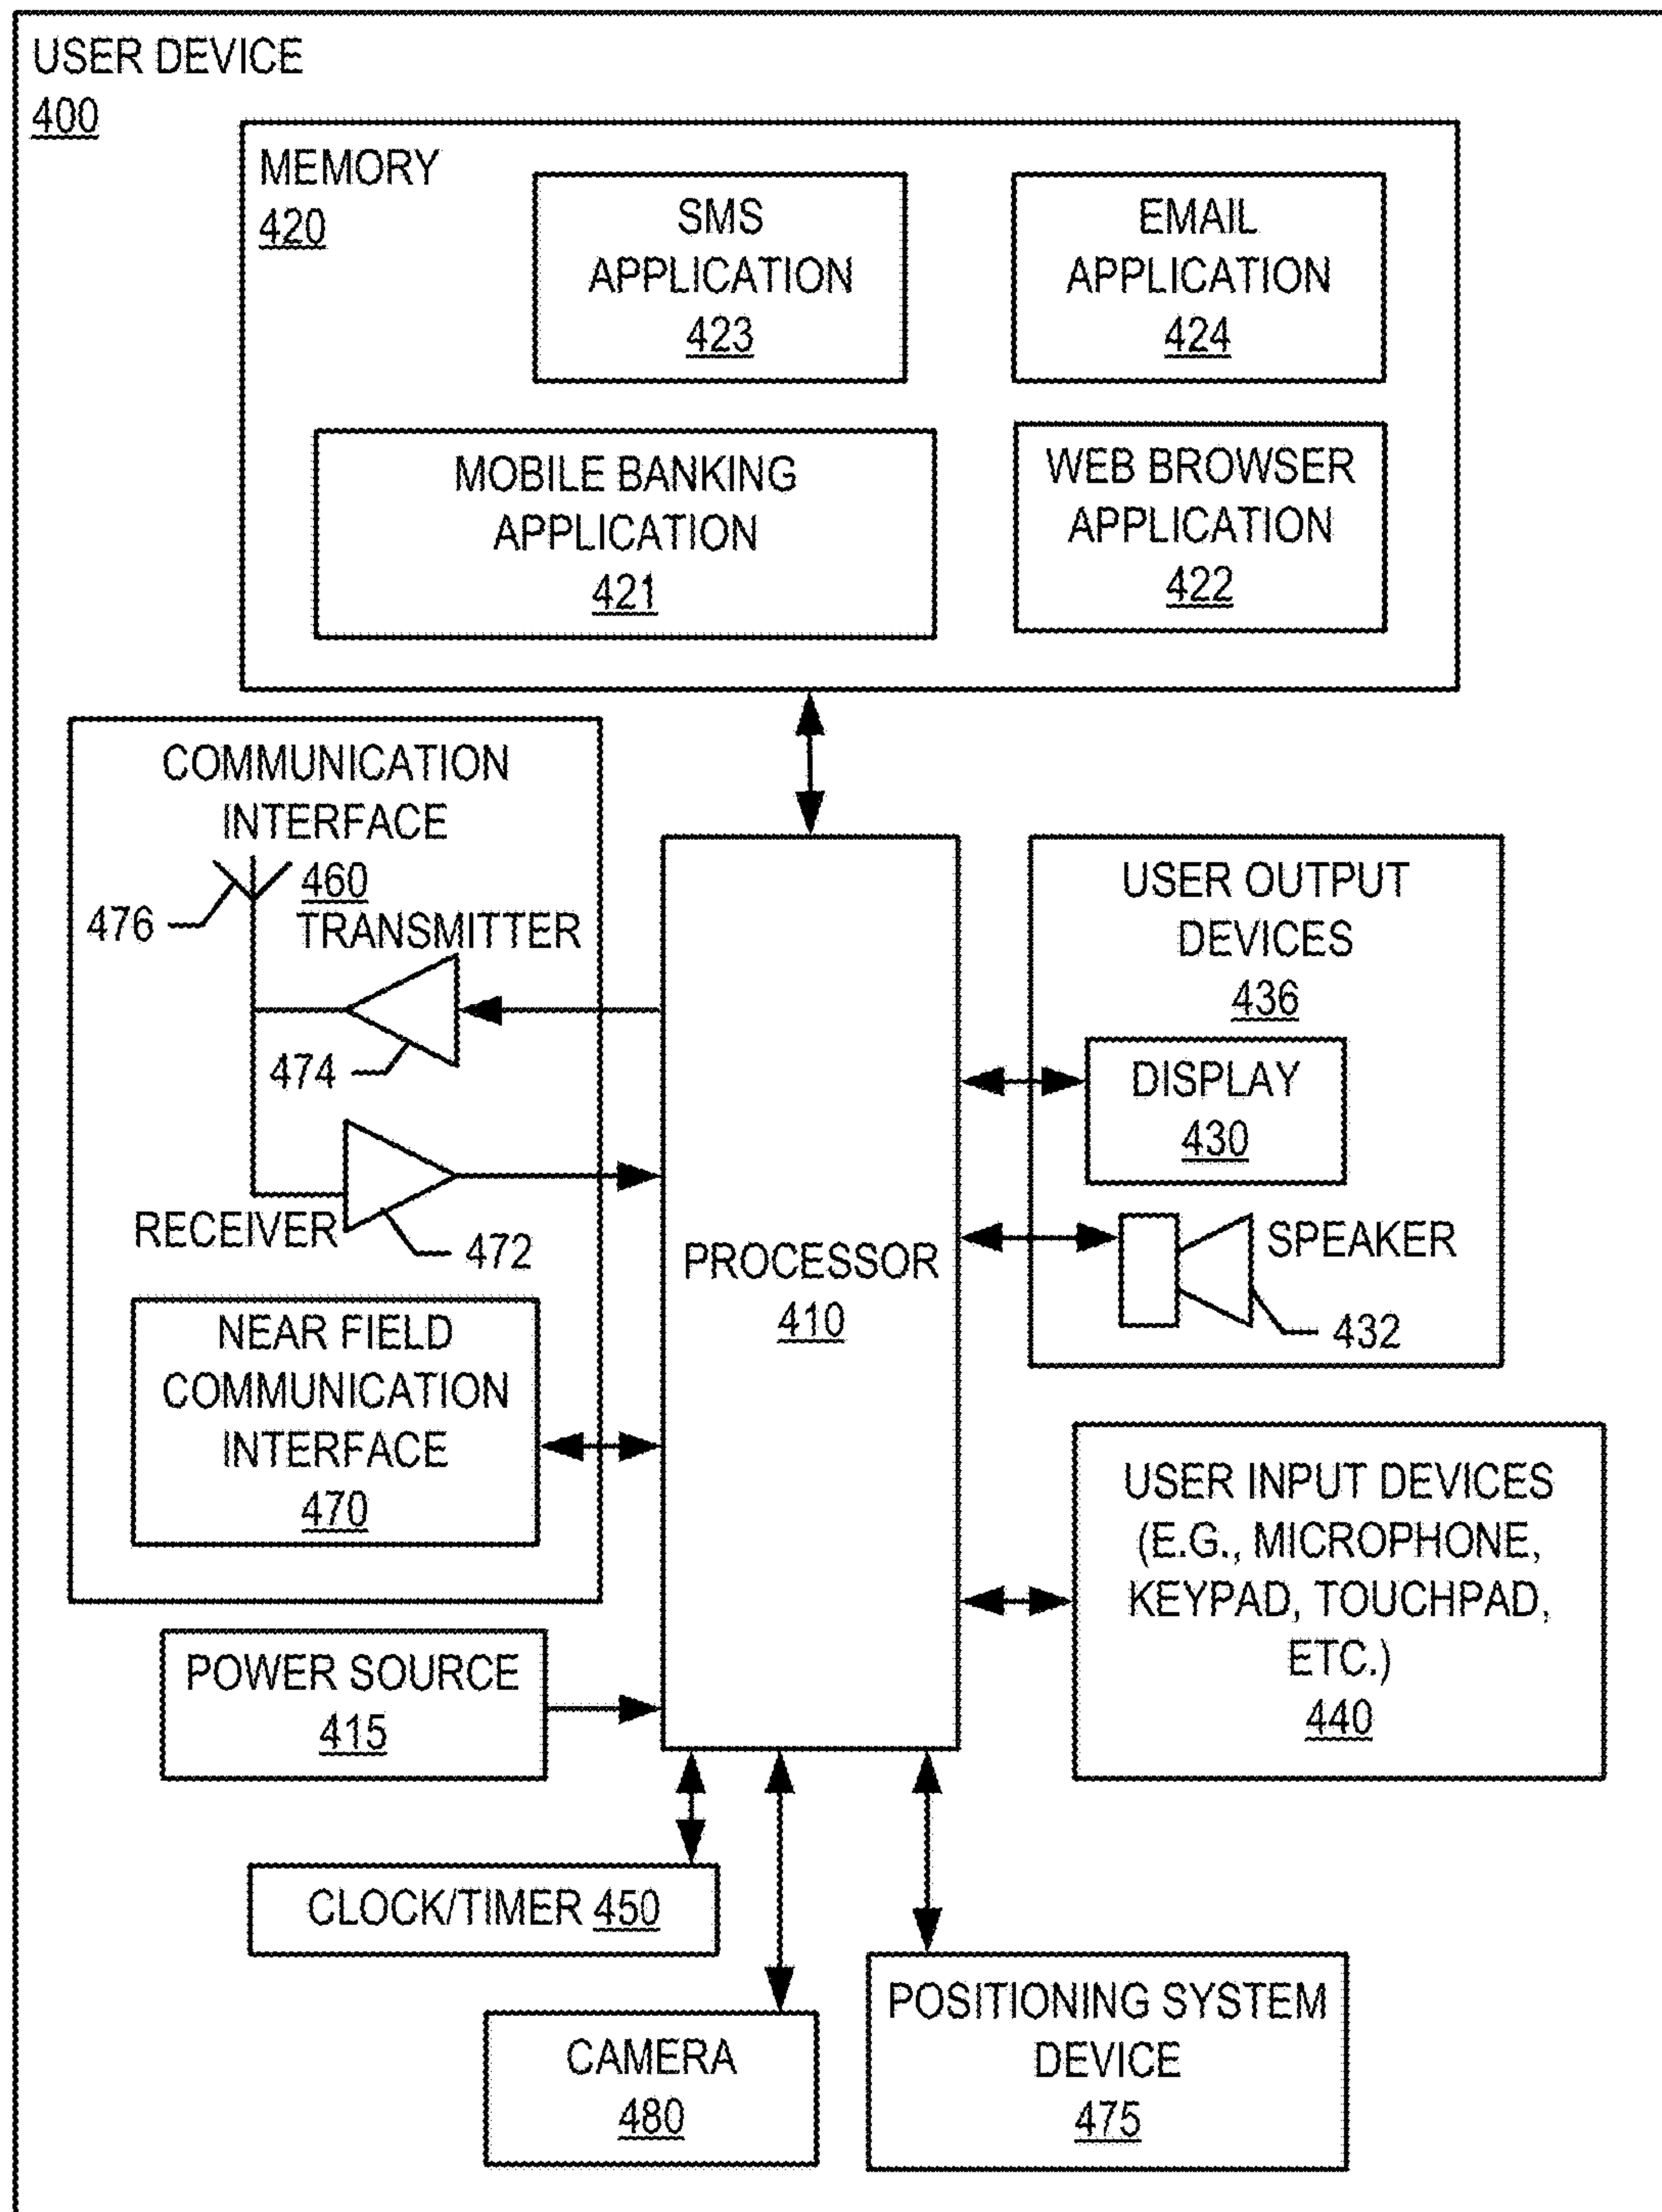 USER DEVICE
400
MEMORY
420
SMS
APPLICATION
423
EMAIL
APPLICATION
424
MOBILE BANKING
APPLICATION
421
WEB BROWSER
APPLICATION
422
COMMUNICATION
INTERFACE
460
476
TRANSMITTER
474
RECEIVER
472
NEAR FIELD
COMMUNICATION
INTERFACE
470
PROCESSOR
410
USER OUTPUT
DEVICES
436
DISPLAY
430
SPEAKER
432
USER INPUT DEVICES
(E.G., MICROPHONE,
KEYPAD, TOUCHPAD,
ETC.)
440
POWER SOURCE
415
CLOCK/TIMER 450
CAMERA
480
POSITIONING SYSTEM
DEVICE
475